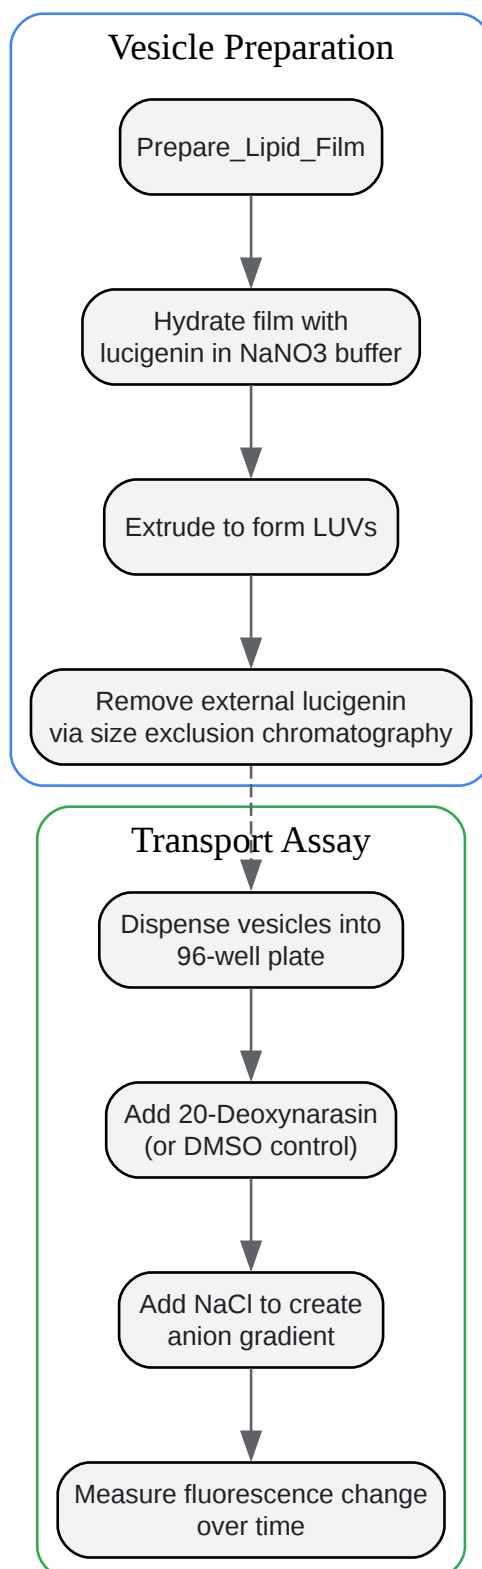 Vesicle Preparation
Prepare_Lipid_Film
Hydrate film with
lucigenin in NaNO3 buffer
Extrude to form LUVs
Remove external lucigenin
via size exclusion chromatography
Transport Assay
Dispense vesicles into
96-well plate
Add 20-Deoxynarasin
(or DMSO control)
Add NaCl to create
anion gradient
Measure fluorescence change
over time